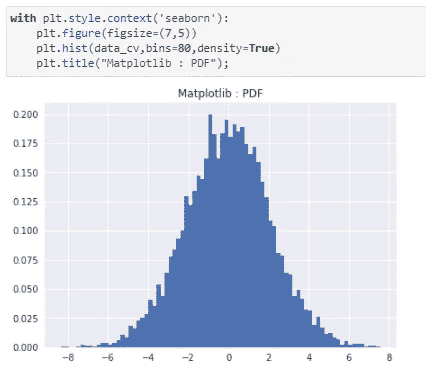 with plt.style.context('seaborn'):
    plt.figure(figsize=(7,5))
    plt.hist(data_cv,bins=80,density=True)
    plt.title("Matplotlib : PDF");
Matplotlib : PDF
0.200
0.175
0.150
0.125
0.100
0.075
0.050
0.025
0.000
−8 −6 −4 −2 0 2 4 6 8